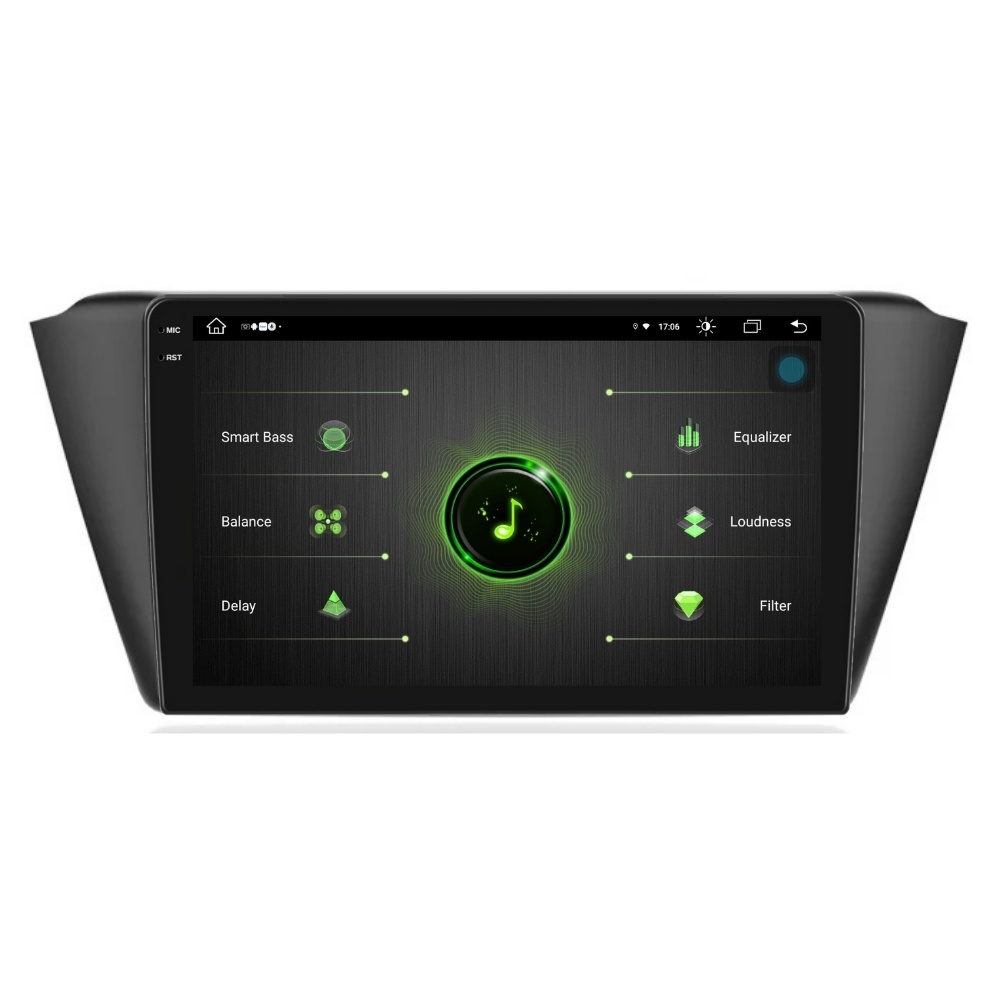 MIC
17:06
RST
Smart Bass
Equalizer
Balance
Loudness
Delay
Filter